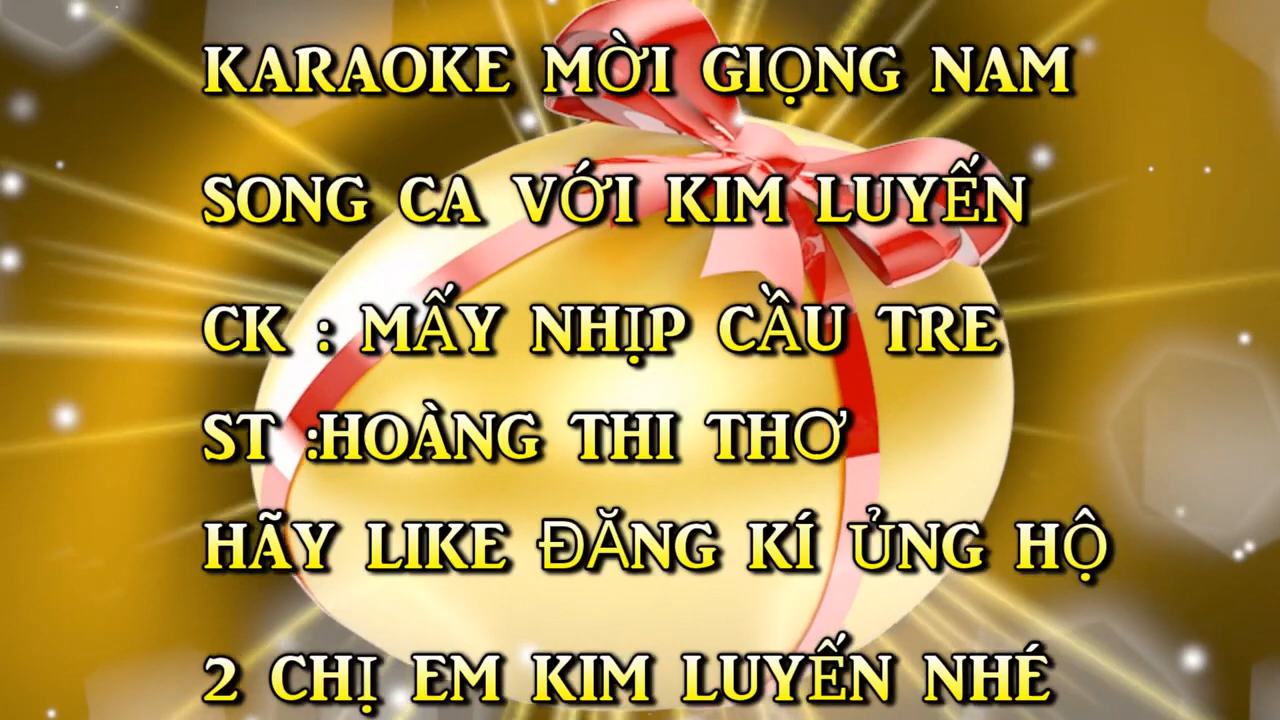 KARAOKE MỜI GIỌNG NAM
SONG CA VỚI KIM LUYẾN
CK : MẤY NHỊP CẦU TRE
ST :HOÀNG THI THƠ
HÃY LIKE ĐĂNG KÍ ỦNG HỘ
2 CHỊ EM KIM LUYẾN NHÉ